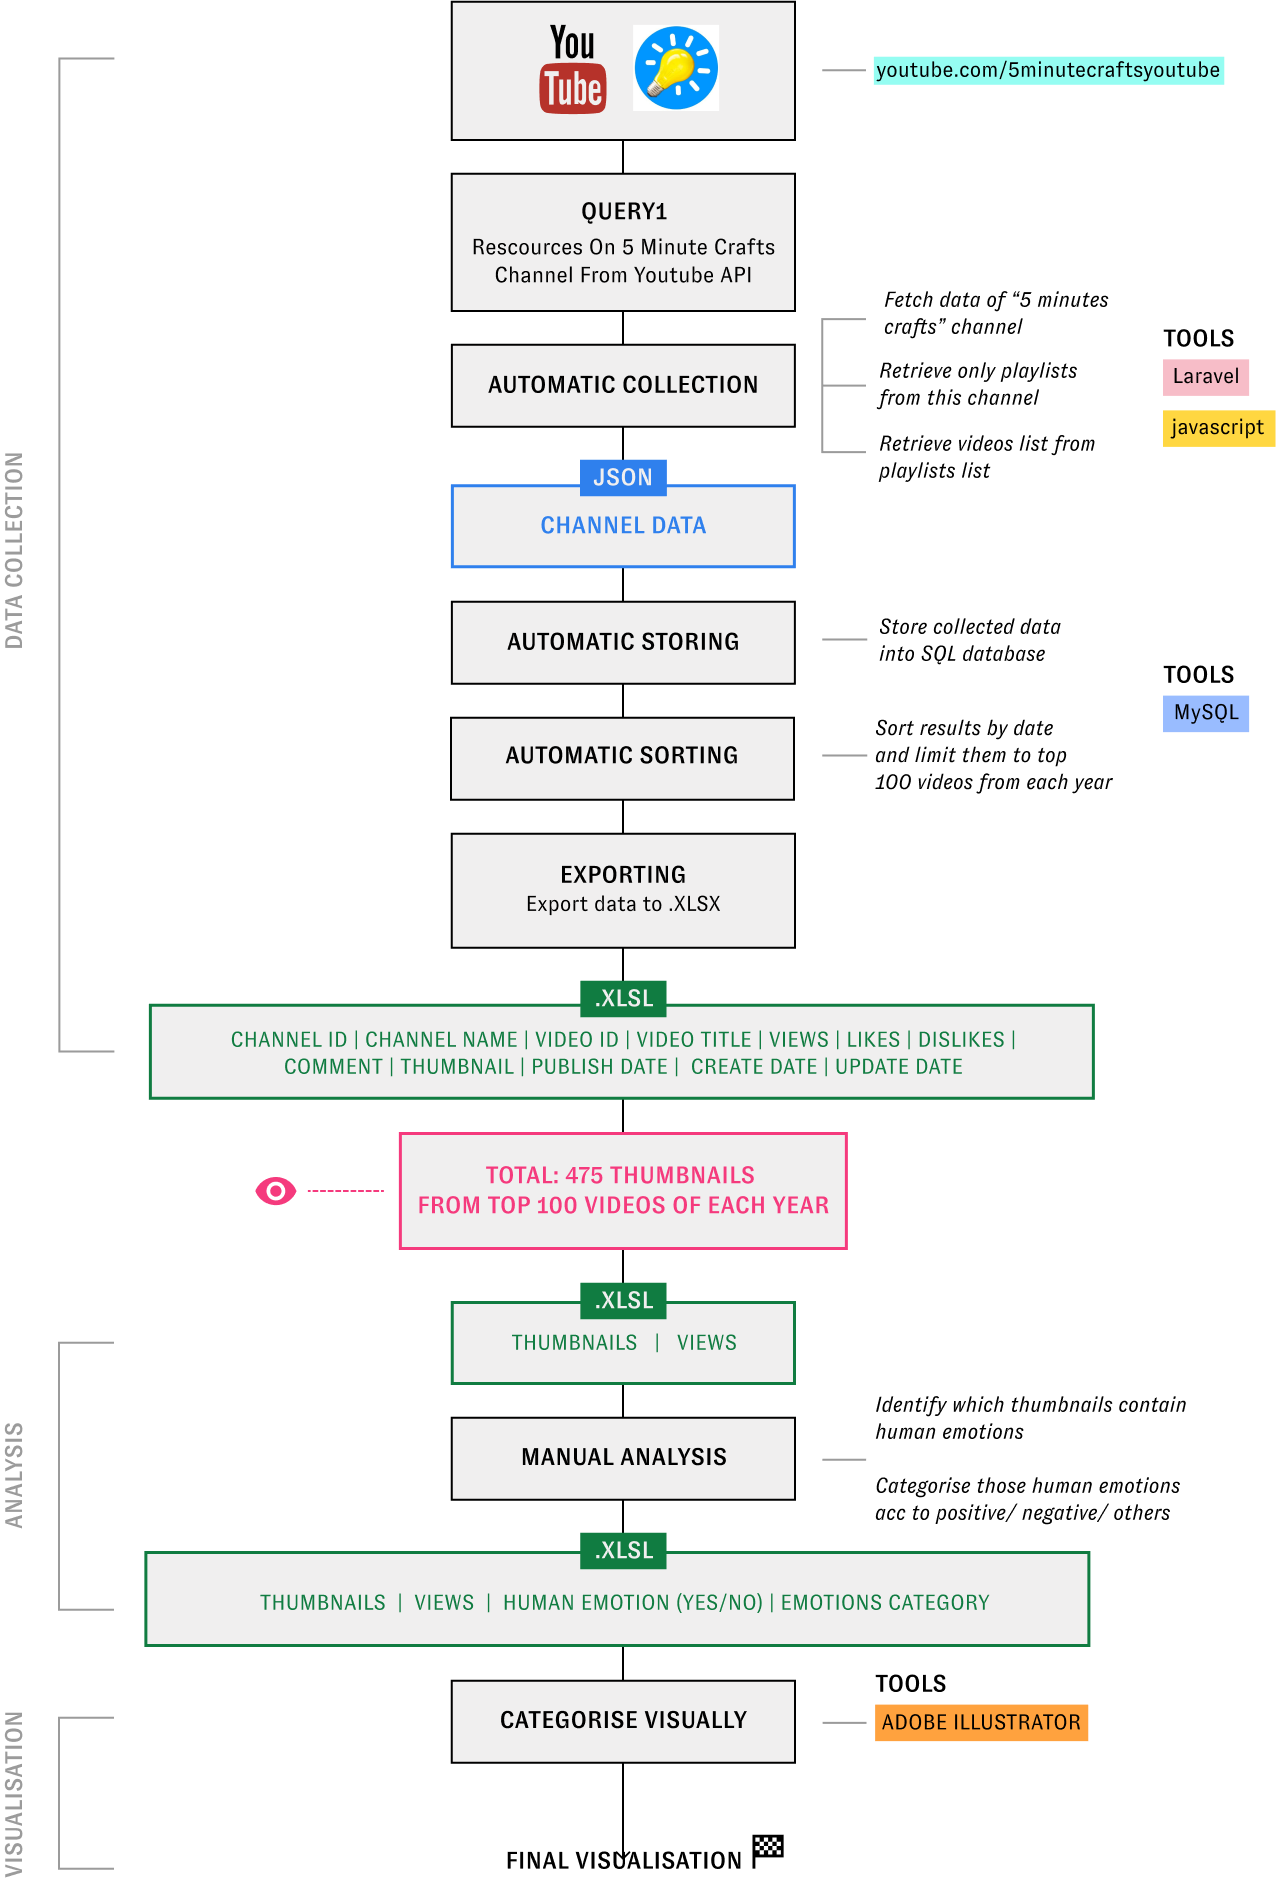 You
Tube
youtube.com/5minutecraftsyoutube
QUERY1
Rescources On 5 Minute Crafts
Channel From Youtube API
AUTOMATIC COLLECTION
Fetch data of “5 minutes
crafts” channel
Retrieve only playlists
from this channel
Retrieve videos list from
playlists list
TOOLS
Laravel
javascript
DATA COLLECTION
JSON
CHANNEL DATA
AUTOMATIC STORING
Store collected data
into SQL database
TOOLS
MySQL
AUTOMATIC SORTING
Sort results by date
and limit them to top
100 videos from each year
EXPORTING
Export data to .XLSX
.XLSL
CHANNEL ID | CHANNEL NAME | VIDEO ID | VIDEO TITLE | VIEWS | LIKES | DISLIKES |
COMMENT | THUMBNAIL | PUBLISH DATE | CREATE DATE | UPDATE DATE
TOTAL: 475 THUMBNAILS
FROM TOP 100 VIDEOS OF EACH YEAR
.XLSL
THUMBNAILS | VIEWS
ANALYSIS
MANUAL ANALYSIS
Identify which thumbnails contain
human emotions
Categorise those human emotions
acc to positive/ negative/ others
.XLSL
THUMBNAILS | VIEWS | HUMAN EMOTION (YES/NO) | EMOTIONS CATEGORY
VISUALISATION
CATEGORISE VISUALLY
TOOLS
ADOBE ILLUSTRATOR
FINAL VISUALISATION